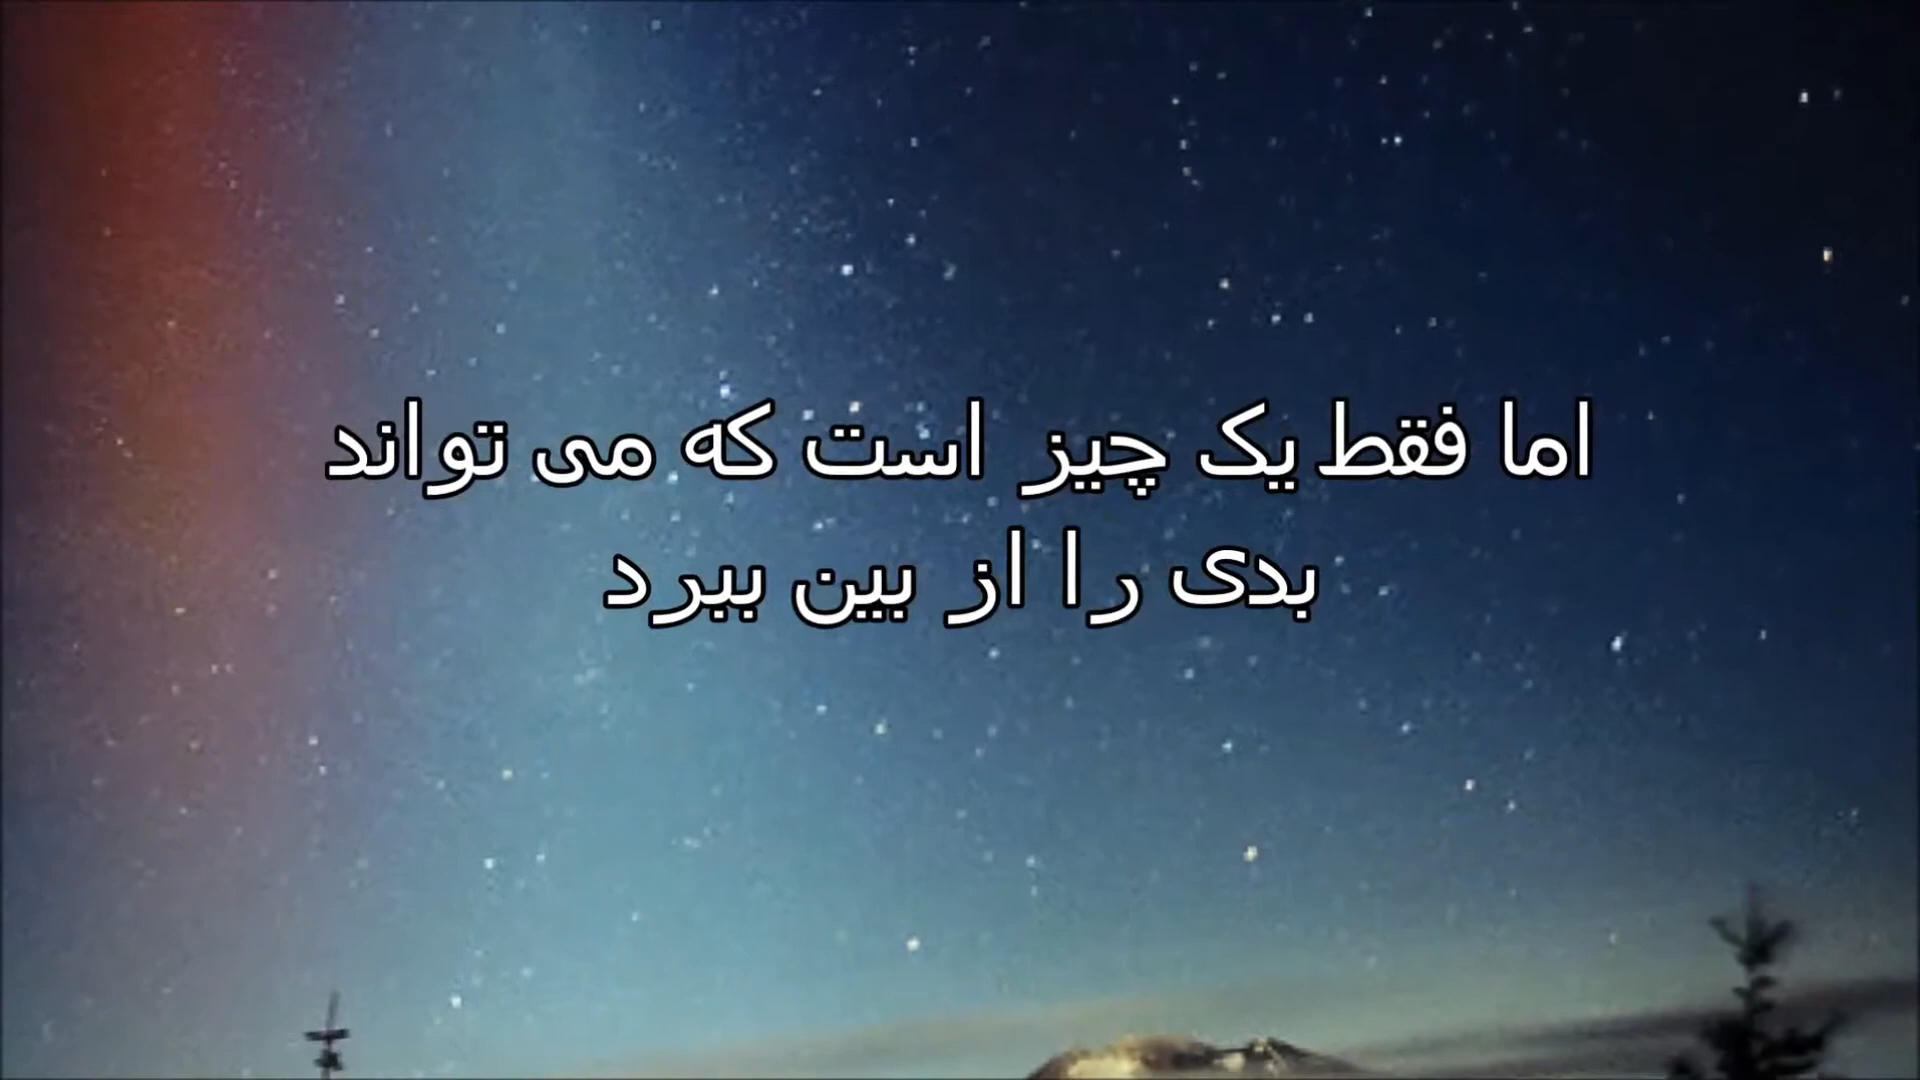 اما فقط یک چیز است که می تواند
بدی را از بین ببرد